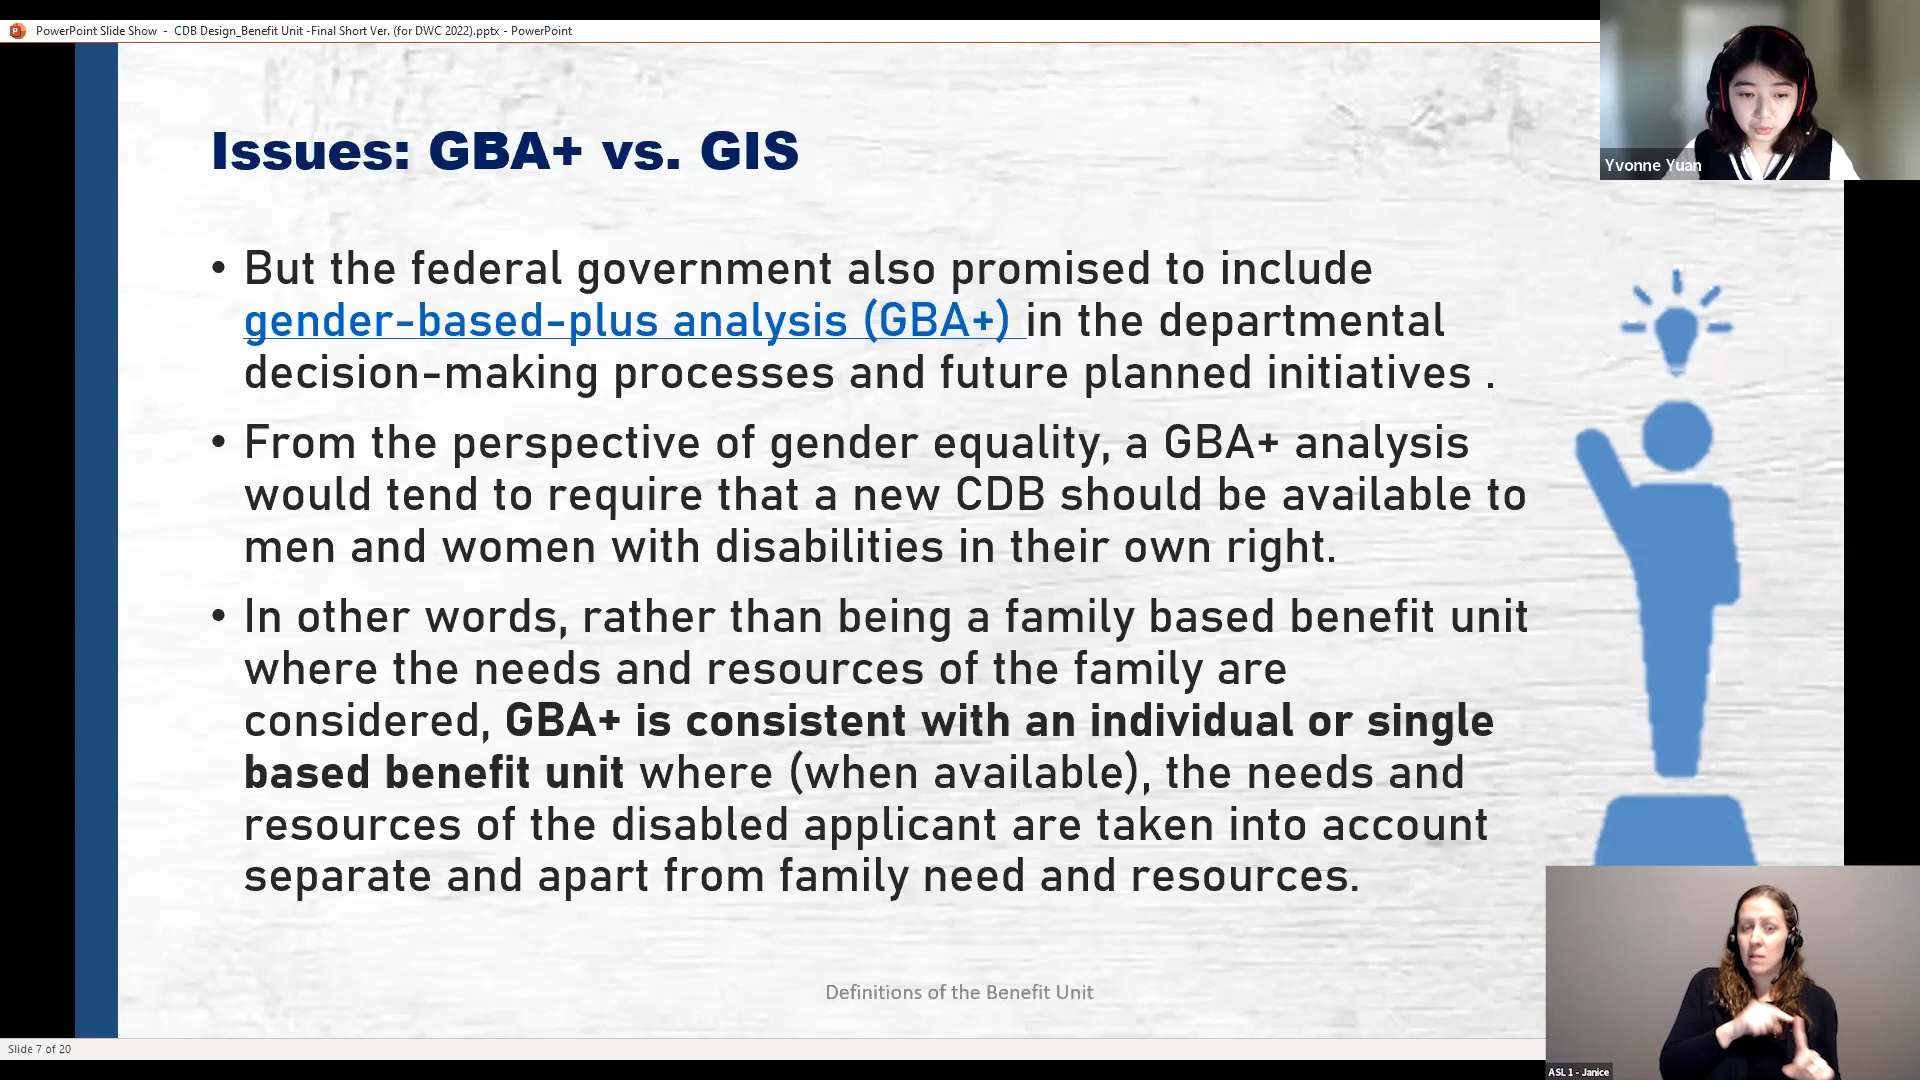 PowerPoint Slide Show - CDB Design_Benefit Unit -Final Short Ver. (for DWC 2022).pptx - PowerPoint
Yvonne Yuan
Issues: GBA+ vs. GIS
• But the federal government also promised to include
gender-based-plus analysis (GBA+) in the departmental
decision-making processes and future planned initiatives .
• From the perspective of gender equality, a GBA+ analysis
would tend to require that a new CDB should be available to
men and women with disabilities in their own right.
• In other words, rather than being a family based benefit unit
where the needs and resources of the family are
considered, GBA+ is consistent with an individual or single
based benefit unit where (when available), the needs and
resources of the disabled applicant are taken into account
separate and apart from family need and resources.
Definitions of the Benefit Unit
Slide 7 of 20
ASL 1 - Janice